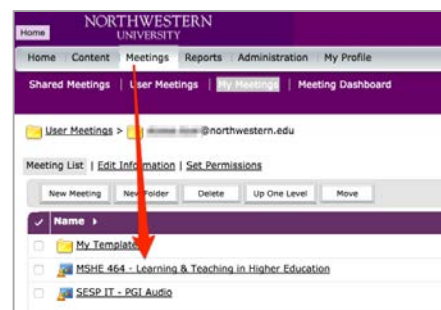 NORTHWESTERN
Home UNIVERSITY
Home Content Meetings Reports Administration My Profile
Shared Meetings | User Meetings | My Meetings | Meeting Dashboard
User Meetings > @northwestern.edu
Meeting List | Edit Information | Set Permissions
New Meeting New Folder Delete Up One Level Move
Name
My Templates
MSHE 464 - Learning & Teaching in Higher Education
SESP IT - PGI Audio